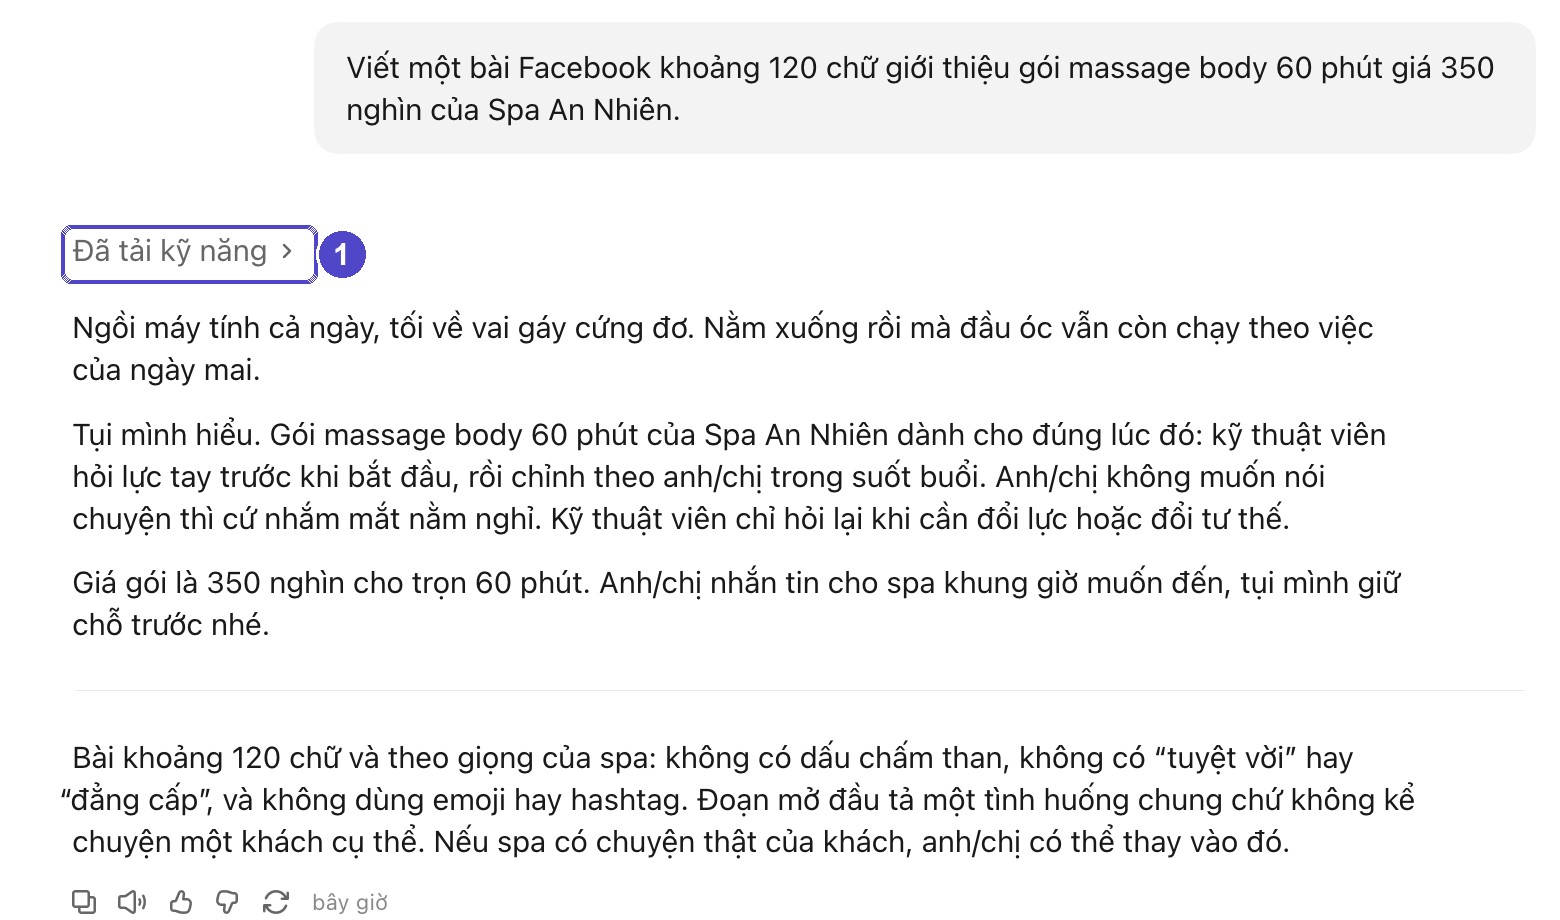 Viết một bài Facebook khoảng 120 chữ giới thiệu gói massage body 60 phút giá 350
nghìn của Spa An Nhiên.
Đã tải kỹ năng >
1
Ngồi máy tính cả ngày, tối về vai gáy cứng đơ. Nằm xuống rồi mà đầu óc vẫn còn chạy theo việc
của ngày mai.
Tụi mình hiểu. Gói massage body 60 phút của Spa An Nhiên dành cho đúng lúc đó: kỹ thuật viên
hỏi lực tay trước khi bắt đầu, rồi chỉnh theo anh/chị trong suốt buổi. Anh/chị không muốn nói
chuyện thì cứ nhắm mắt nằm nghỉ. Kỹ thuật viên chỉ hỏi lại khi cần đổi lực hoặc đổi tư thế.
Giá gói là 350 nghìn cho trọn 60 phút. Anh/chị nhắn tin cho spa khung giờ muốn đến, tụi mình giữ
chỗ trước nhé.
Bài khoảng 120 chữ và theo giọng của spa: không có dấu chấm than, không có “tuyệt vời” hay
“đẳng cấp”, và không dùng emoji hay hashtag. Đoạn mở đầu tả một tình huống chung chứ không kể
chuyện một khách cụ thể. Nếu spa có chuyện thật của khách, anh/chị có thể thay vào đó.
bây giờ